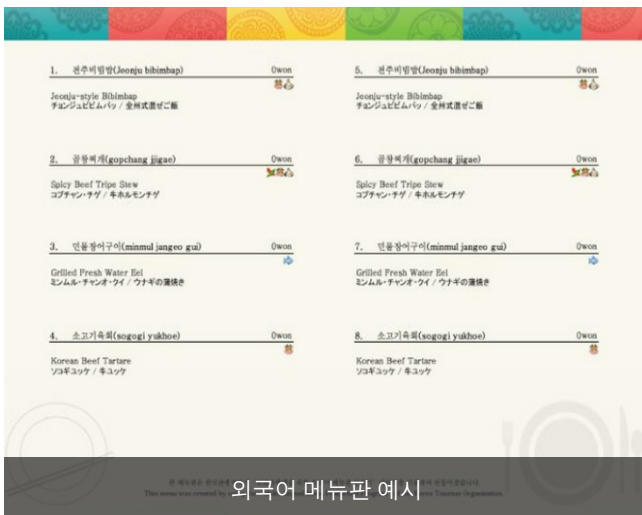 1. 전주비빔밥(Jeonju bibimbap) 0won
Jeonju-style Bibimbap
チョンジュビビムパッ / 全州式混ぜご飯
2. 곱창찌개(gopchang jjigae) 0won
Spicy Beef Tripe Stew
コプチャン・チゲ / 牛ホルモンチゲ
3. 민물장어구이(minmul jangeo gui) 0won
Grilled Fresh Water Eel
ミンムル・チャンオ・クイ / ウナギの蒲焼き
4. 소고기육회(sogogi yukhoe) 0won
Korean Beef Tartare
ソコギユッケ / 牛ユッケ
5. 전주비빔밥(Jeonju bibimbap) 0won
Jeonju-style Bibimbap
チョンジュビビムパッ / 全州式混ぜご飯
6. 곱창찌개(gopchang jjigae) 0won
Spicy Beef Tripe Stew
コプチャン・チゲ / 牛ホルモンチゲ
7. 민물장어구이(minmul jangeo gui) 0won
Grilled Fresh Water Eel
ミンムル・チャンオ・クイ / ウナギの蒲焼き
8. 소고기육회(sogogi yukhoe) 0won
Korean Beef Tartare
ソコギユッケ / 牛ユッケ
This menu was created by Tourism Organization.
외국어 메뉴판 예시